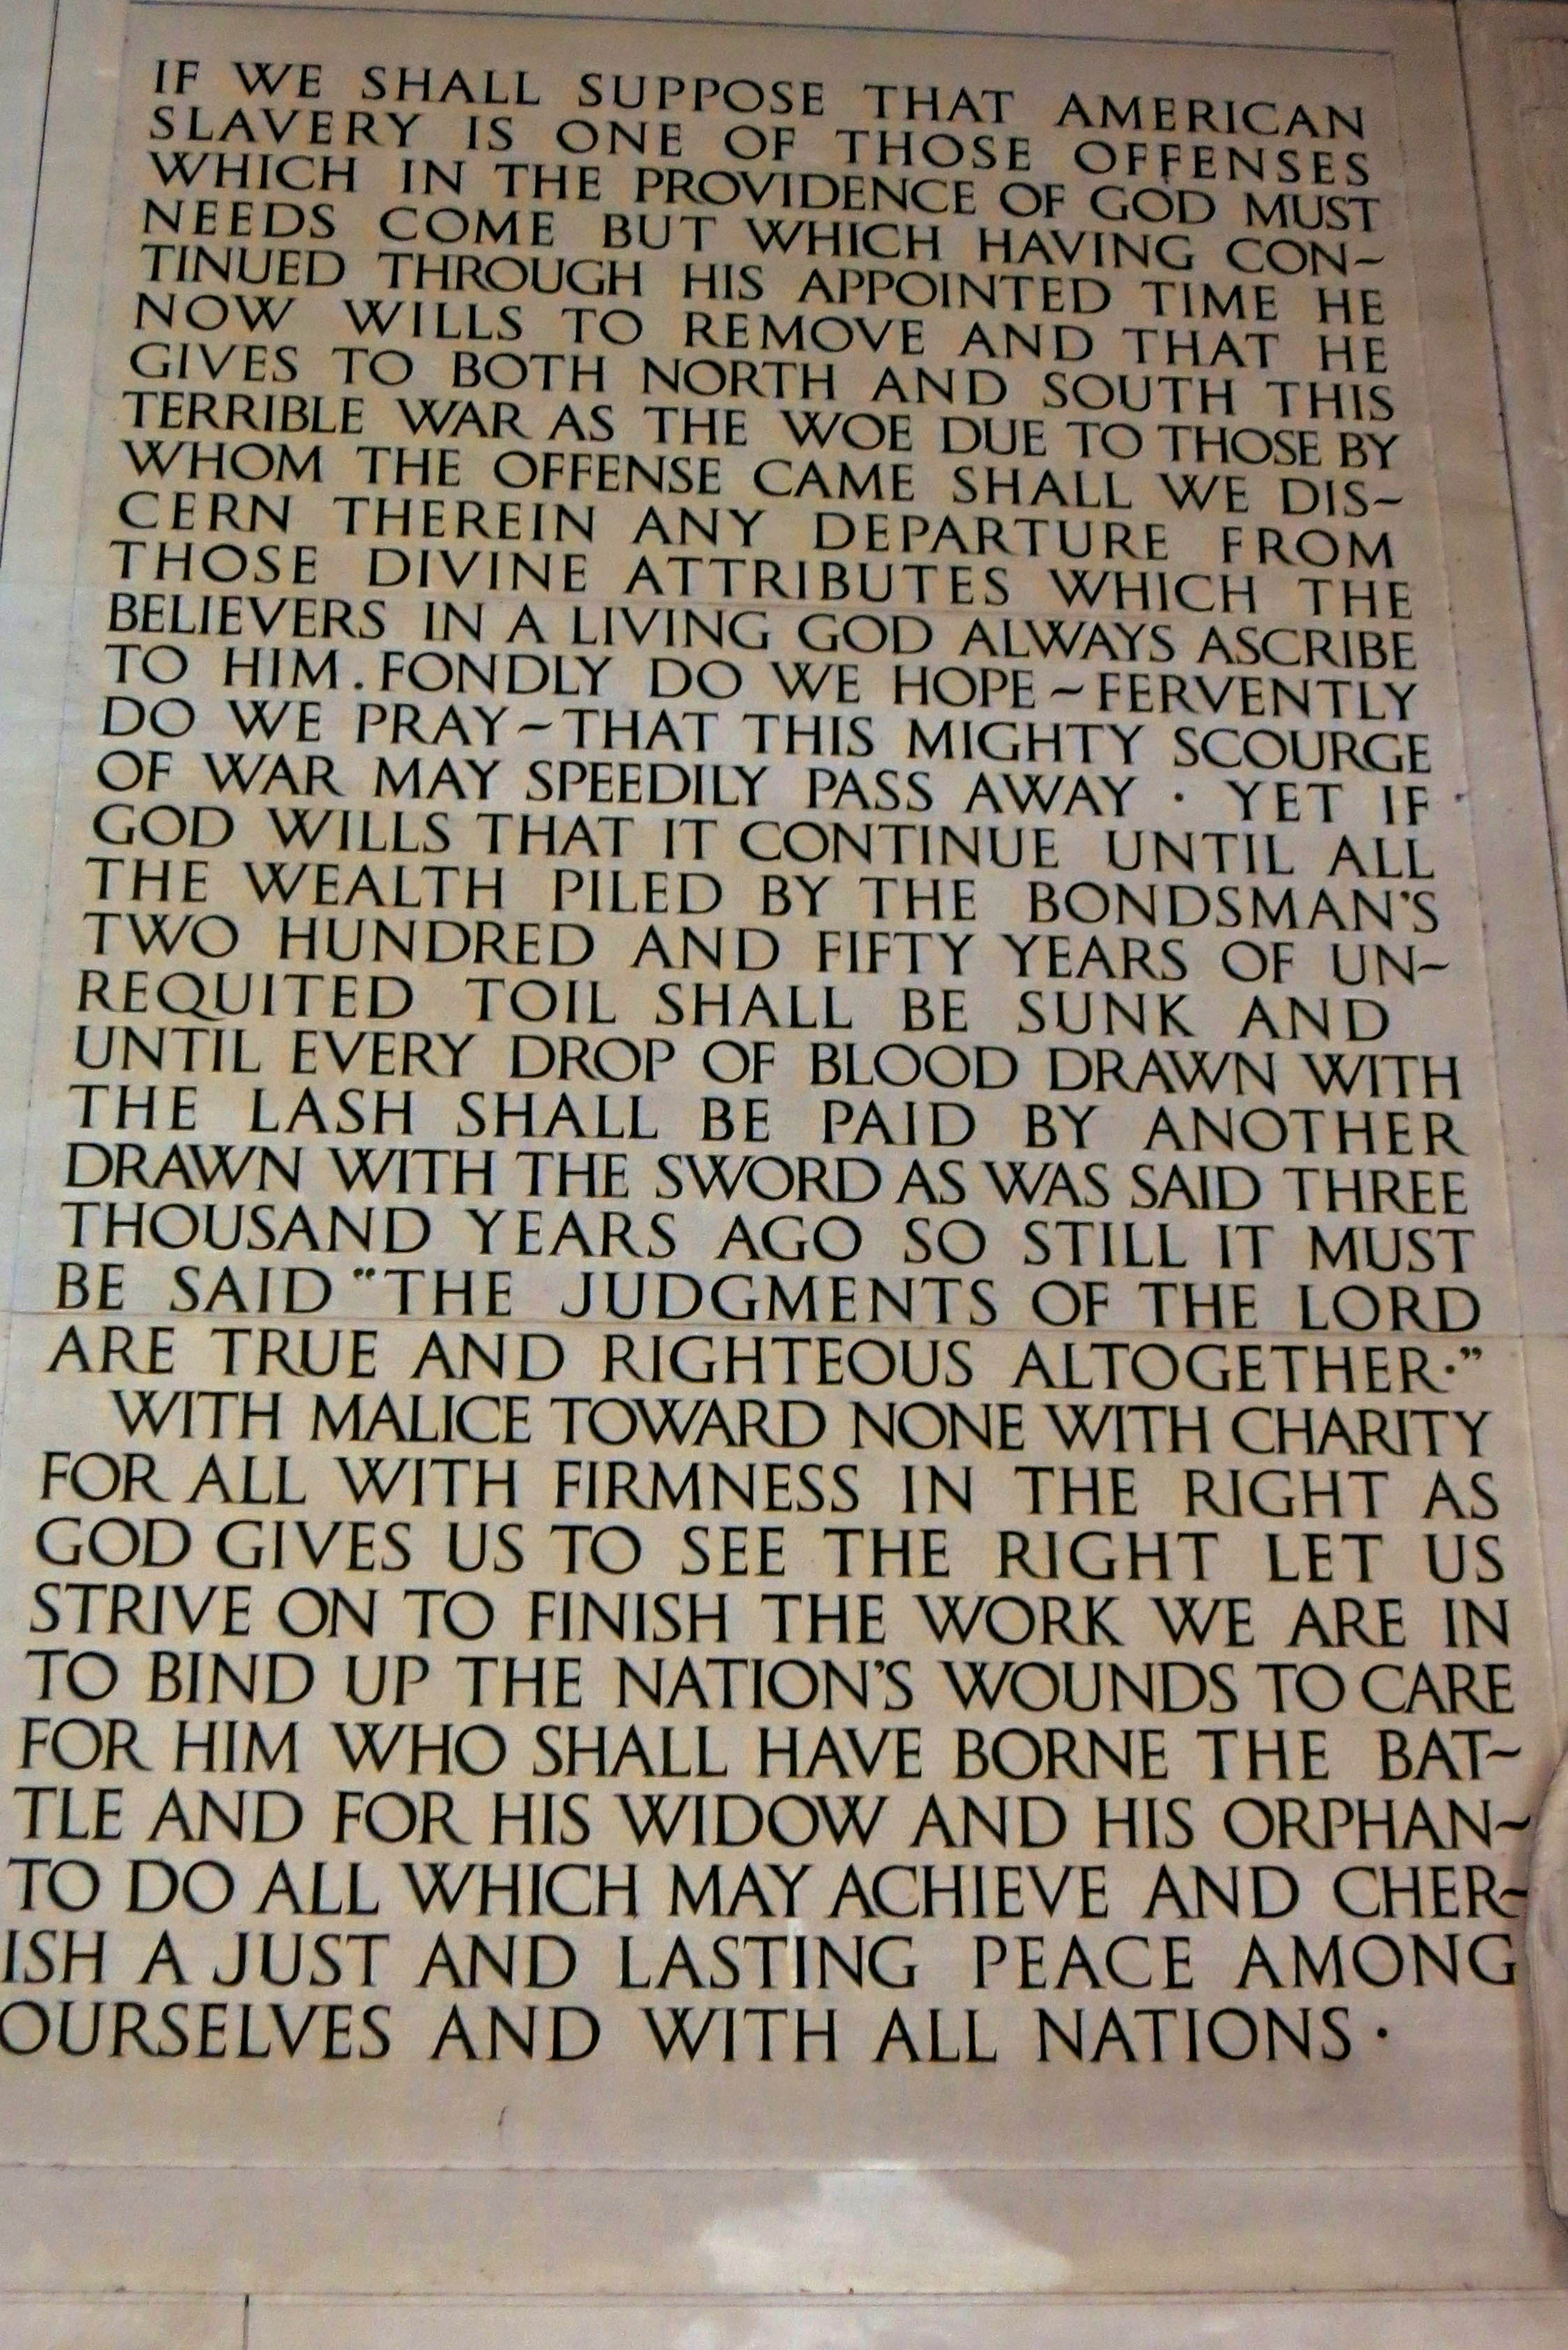 IF WE SHALL SUPPOSE THAT AMERICAN
SLAVERY IS ONE OF THOSE OFFENSES
WHICH IN THE PROVIDENCE OF GOD MUST
NEEDS COME BUT WHICH HAVING CON~
TINUED THROUGH HIS APPOINTED TIME HE
NOW WILLS TO REMOVE AND THAT HE
GIVES TO BOTH NORTH AND SOUTH THIS
TERRIBLE WAR AS THE WOE DUE TO THOSE BY
WHOM THE OFFENSE CAME SHALL WE DIS~
CERN THEREIN ANY DEPARTURE FROM
THOSE DIVINE ATTRIBUTES WHICH THE
BELIEVERS IN A LIVING GOD ALWAYS ASCRIBE
TO HIM. FONDLY DO WE HOPE~FERVENTLY
DO WE PRAY~THAT THIS MIGHTY SCOURGE
OF WAR MAY SPEEDILY PASS AWAY · YET IF
GOD WILLS THAT IT CONTINUE UNTIL ALL
THE WEALTH PILED BY THE BONDSMAN'S
TWO HUNDRED AND FIFTY YEARS OF UN~
REQUITED TOIL SHALL BE SUNK AND
UNTIL EVERY DROP OF BLOOD DRAWN WITH
THE LASH SHALL BE PAID BY ANOTHER
DRAWN WITH THE SWORD AS WAS SAID THREE
THOUSAND YEARS AGO SO STILL IT MUST
BE SAID "THE JUDGMENTS OF THE LORD
ARE TRUE AND RIGHTEOUS ALTOGETHER·"
WITH MALICE TOWARD NONE WITH CHARITY
FOR ALL WITH FIRMNESS IN THE RIGHT AS
GOD GIVES US TO SEE THE RIGHT LET US
STRIVE ON TO FINISH THE WORK WE ARE IN
TO BIND UP THE NATION'S WOUNDS TO CARE
FOR HIM WHO SHALL HAVE BORNE THE BAT~
TLE AND FOR HIS WIDOW AND HIS ORPHAN~
TO DO ALL WHICH MAY ACHIEVE AND CHER~
ISH A JUST AND LASTING PEACE AMONG
OURSELVES AND WITH ALL NATIONS ·